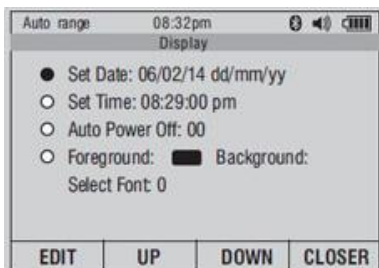 Auto range 08:32pm
Display
Set Date: 06/02/14 dd/mm/yy
Set Time: 08:29:00 pm
Auto Power Off: 00
Foreground: Background:
Select Font: 0
EDIT UP DOWN CLOSER